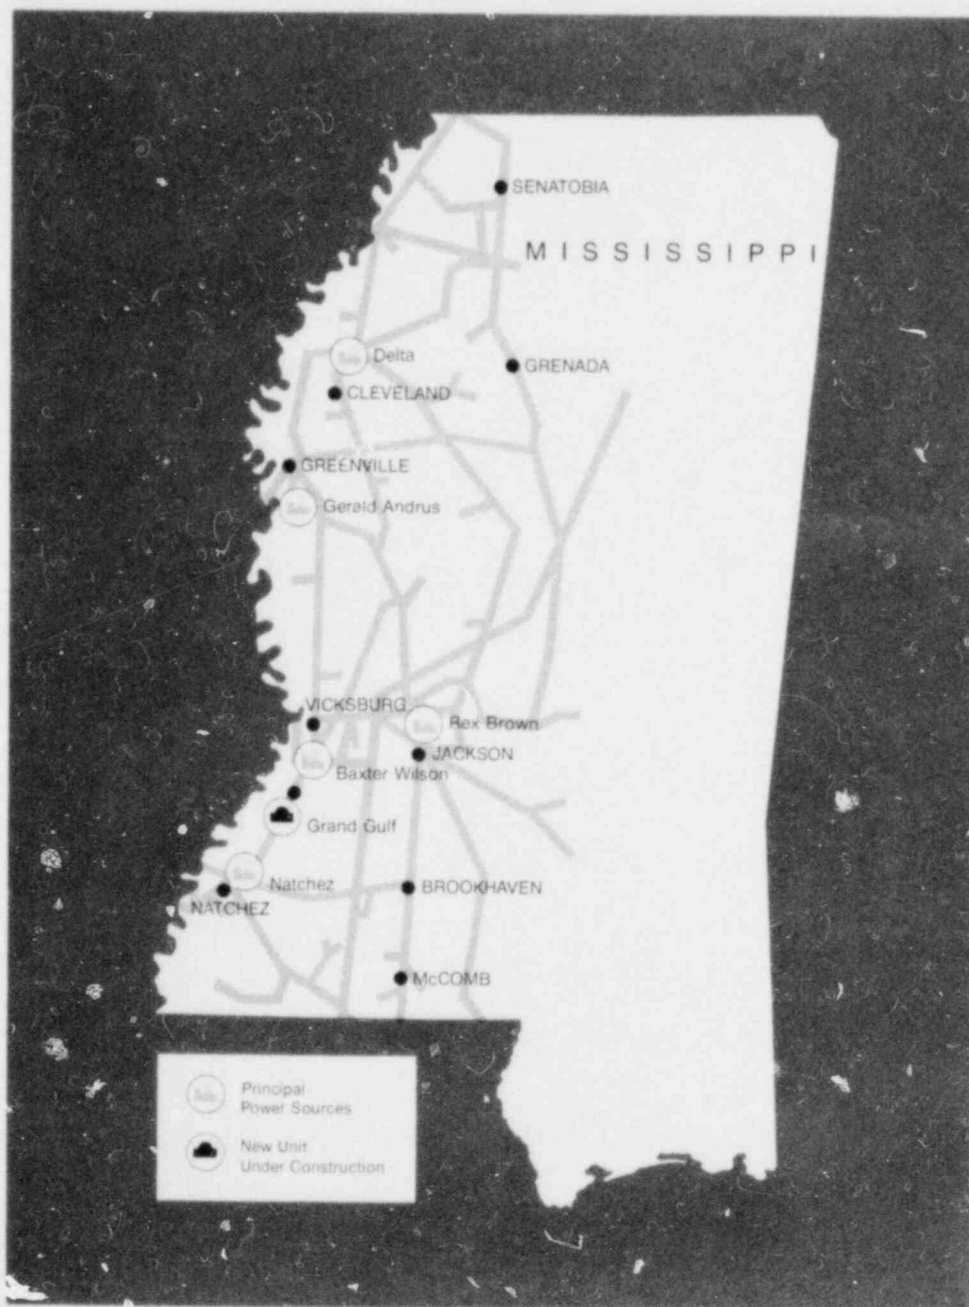 SENATOBIA
MISSISSIPPI
Delta
GRENADA
CLEVELAND
GREENVILLE
Gerald Andrus
VICKSBURG
Rex Brown
JACKSON
Baxter Wilson
Grand Gulf
Natchez
BROOKHAVEN
NATCHEZ
McCOMB
Principal
Power Sources
New Unit
Under Construction